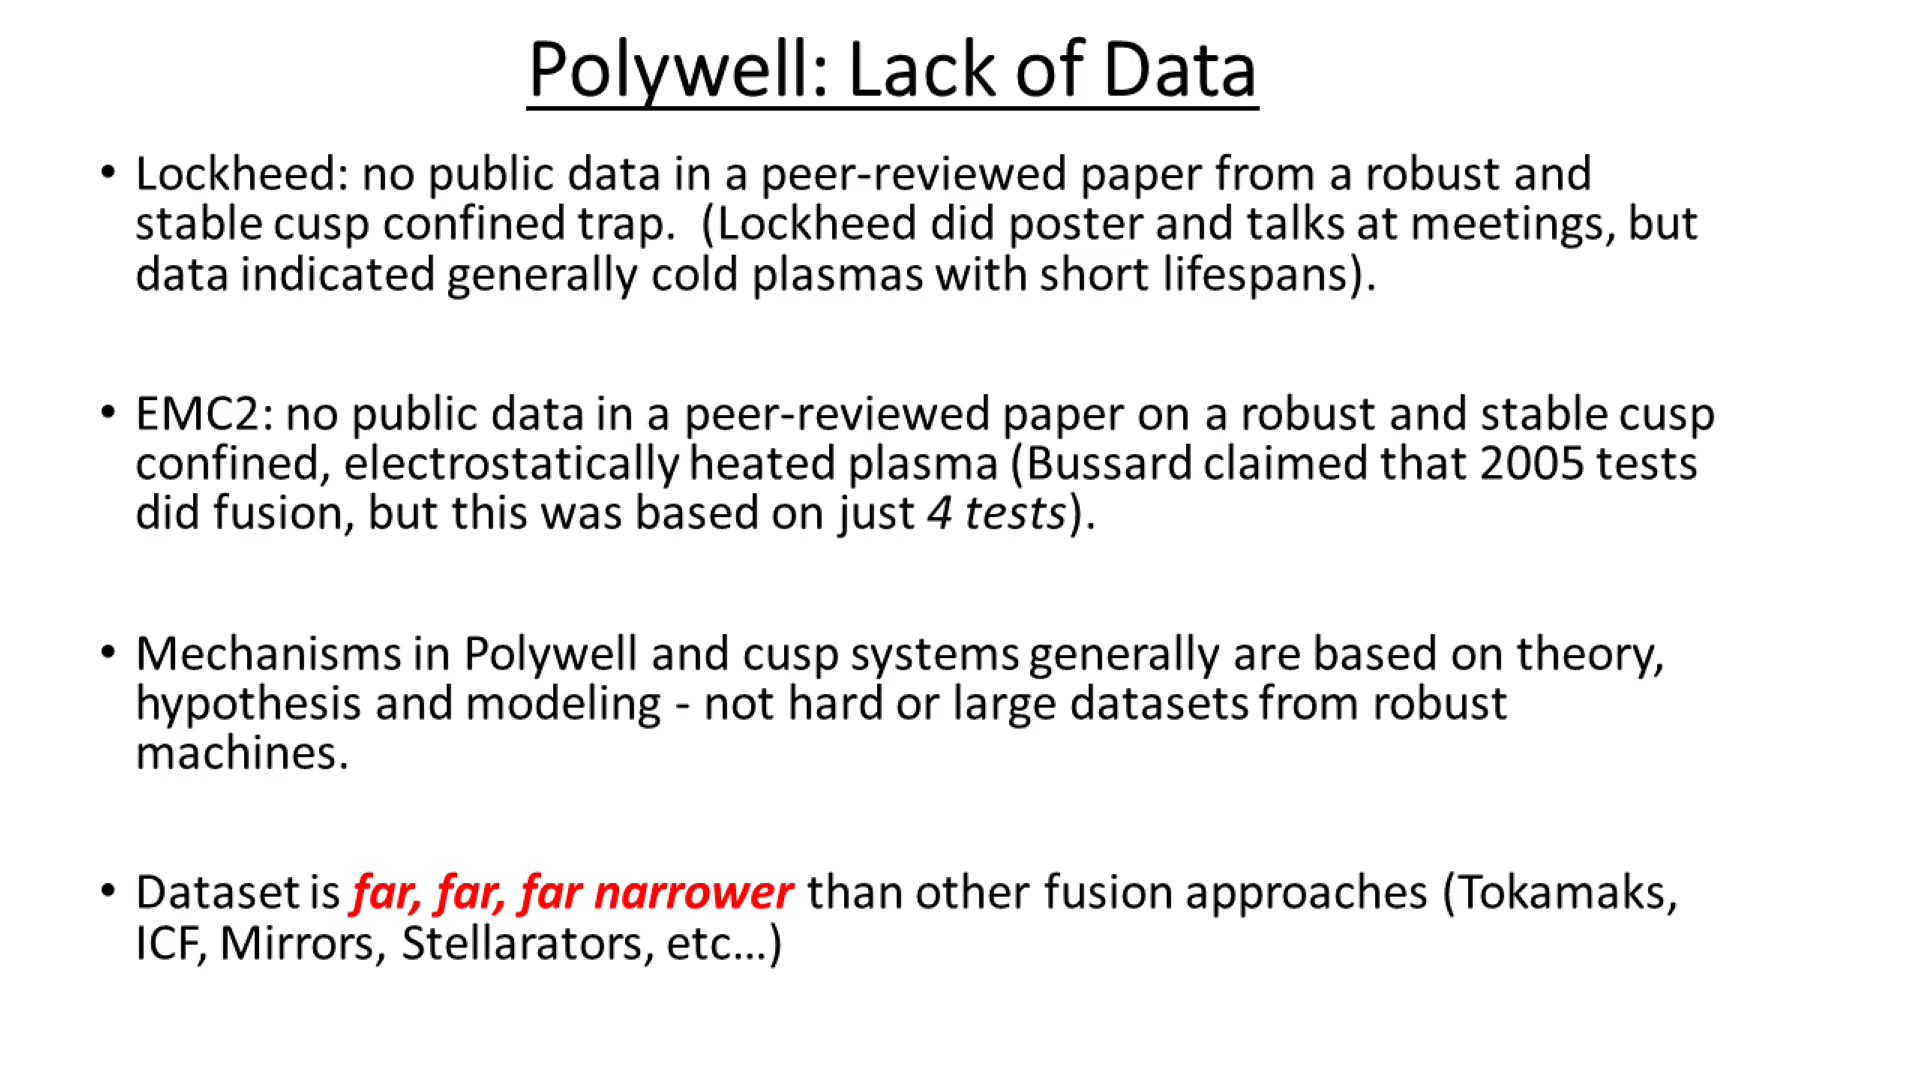 Polywell: Lack of Data
• Lockheed: no public data in a peer-reviewed paper from a robust and
stable cusp confined trap.  (Lockheed did poster and talks at meetings, but
data indicated generally cold plasmas with short lifespans).
• EMC2: no public data in a peer-reviewed paper on a robust and stable cusp
confined, electrostatically heated plasma (Bussard claimed that 2005 tests
did fusion, but this was based on just 4 tests).
• Mechanisms in Polywell and cusp systems generally are based on theory,
hypothesis and modeling - not hard or large datasets from robust
machines.
• Dataset is far, far, far narrower than other fusion approaches (Tokamaks,
ICF, Mirrors, Stellarators, etc...)